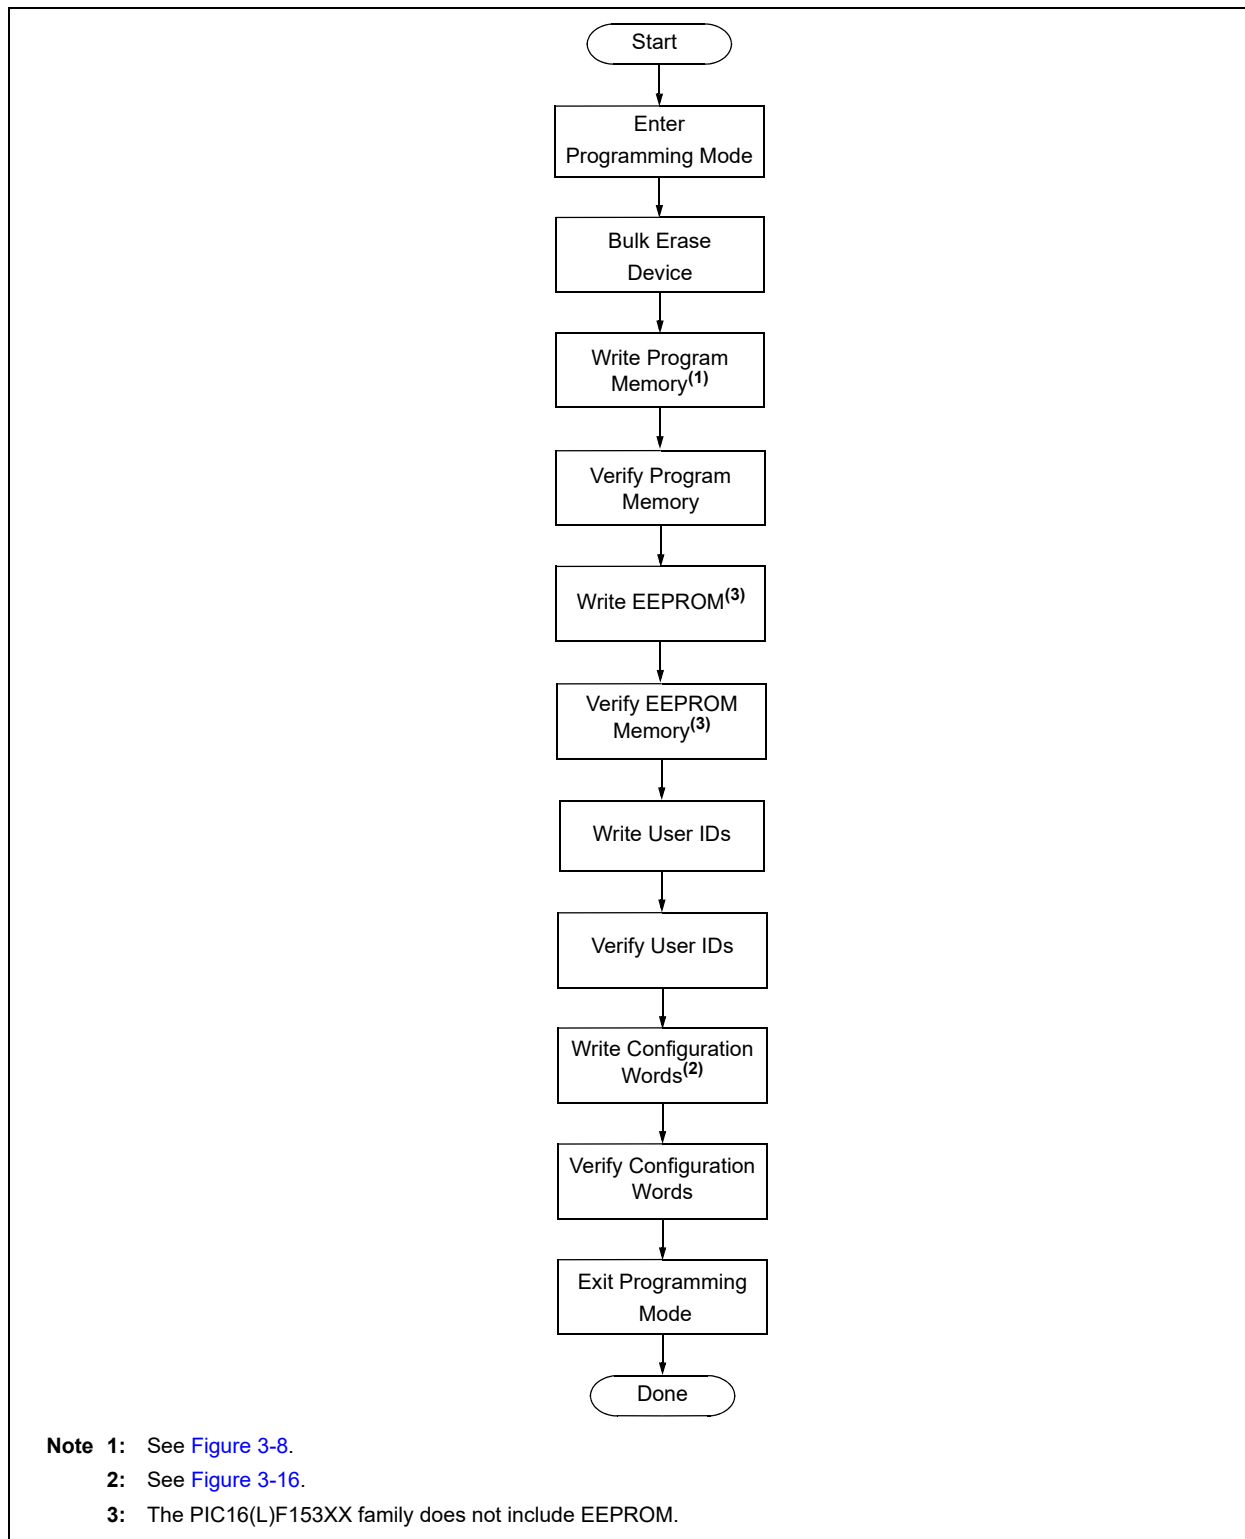 Start
Enter
Programming Mode
Bulk Erase
Device
Write Program
Memory(1)
Verify Program
Memory
Write EEPROM(3)
Verify EEPROM
Memory(3)
Write User IDs
Verify User IDs
Write Configuration
Words(2)
Verify Configuration
Words
Exit Programming
Mode
Done
Note 1: See Figure 3-8.
2: See Figure 3-16.
3: The PIC16(L)F153XX family does not include EEPROM.